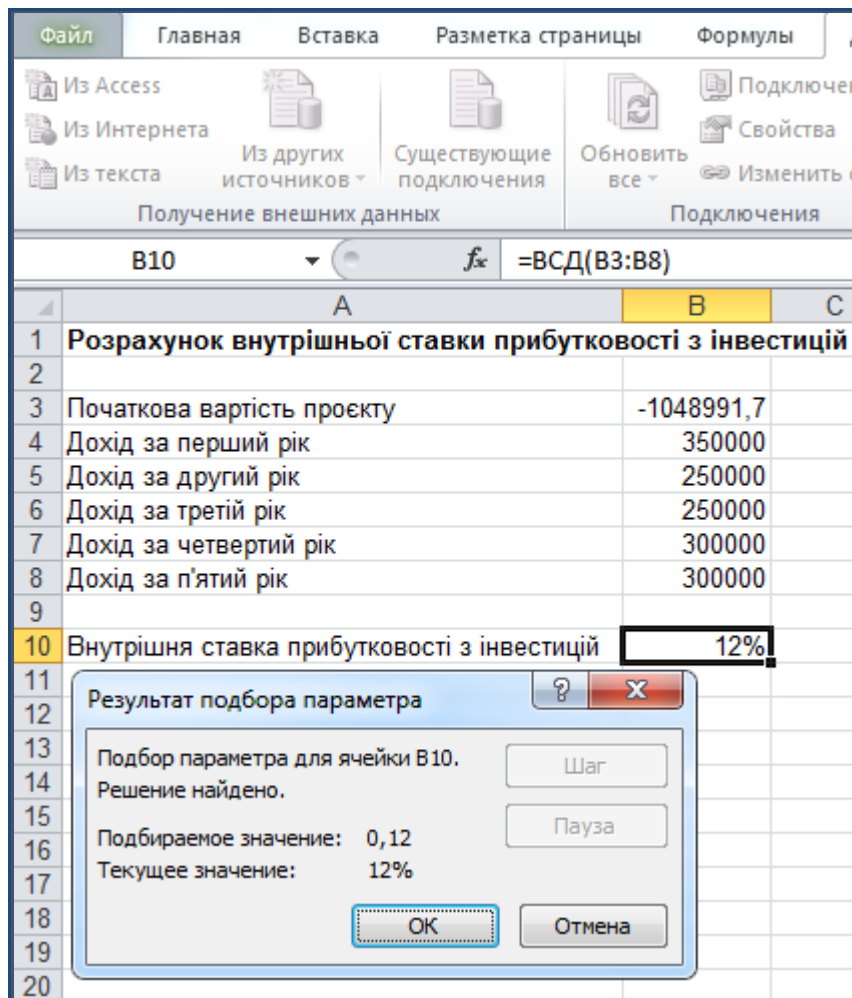 Файл Главная Вставка Разметка страницы Формулы
Из Access
Из Интернета
Из текста
Из других источников
Существующие подключения
Обновить все
Свойства
Изменить
Получение внешних данных
Подключения
B10 fx =ВСД(B3:B8)
A B C
1 Розрахунок внутрішньої ставки прибутковості з інвестицій
2
3 Початкова вартість проєкту -1048991,7
4 Дохід за перший рік 350000
5 Дохід за другий рік 250000
6 Дохід за третій рік 250000
7 Дохід за четвертий рік 300000
8 Дохід за п'ятий рік 300000
9
10 Внутрішня ставка прибутковості з інвестицій 12%
11
12
13
14
15
16
17
18
19
20
Результат подбора параметра
Подбор параметра для ячейки B10.
Решение найдено.
Подбираемое значение: 0,12
Текущее значение: 12%
Шаг
Пауза
ОК
Отмена